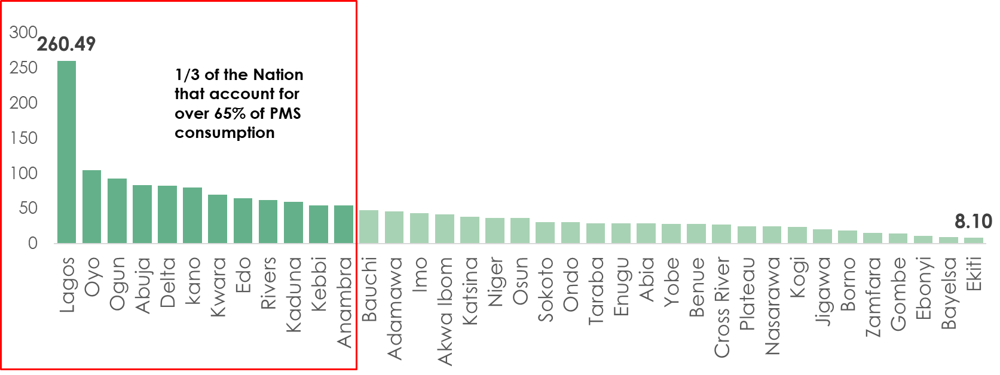 300
260.49
250
200
150
100
50
0
1/3 of the Nation
that account for
over 65% of PMS
consumption
8.10
Lagos
Oyo
Ogun
Abuja
Delta
kano
Kwara
Edo
Rivers
Kaduna
Kebbi
Anambra
Bauchi
Adamawa
Imo
Akwa Ibom
Katsina
Niger
Osun
Sokoto
Ondo
Taraba
Enugu
Abia
Yobe
Benue
Cross River
Plateau
Nasarawa
Kogi
Jigawa
Borno
Zamfara
Gombe
Ebonyi
Bayelsa
Ekiti